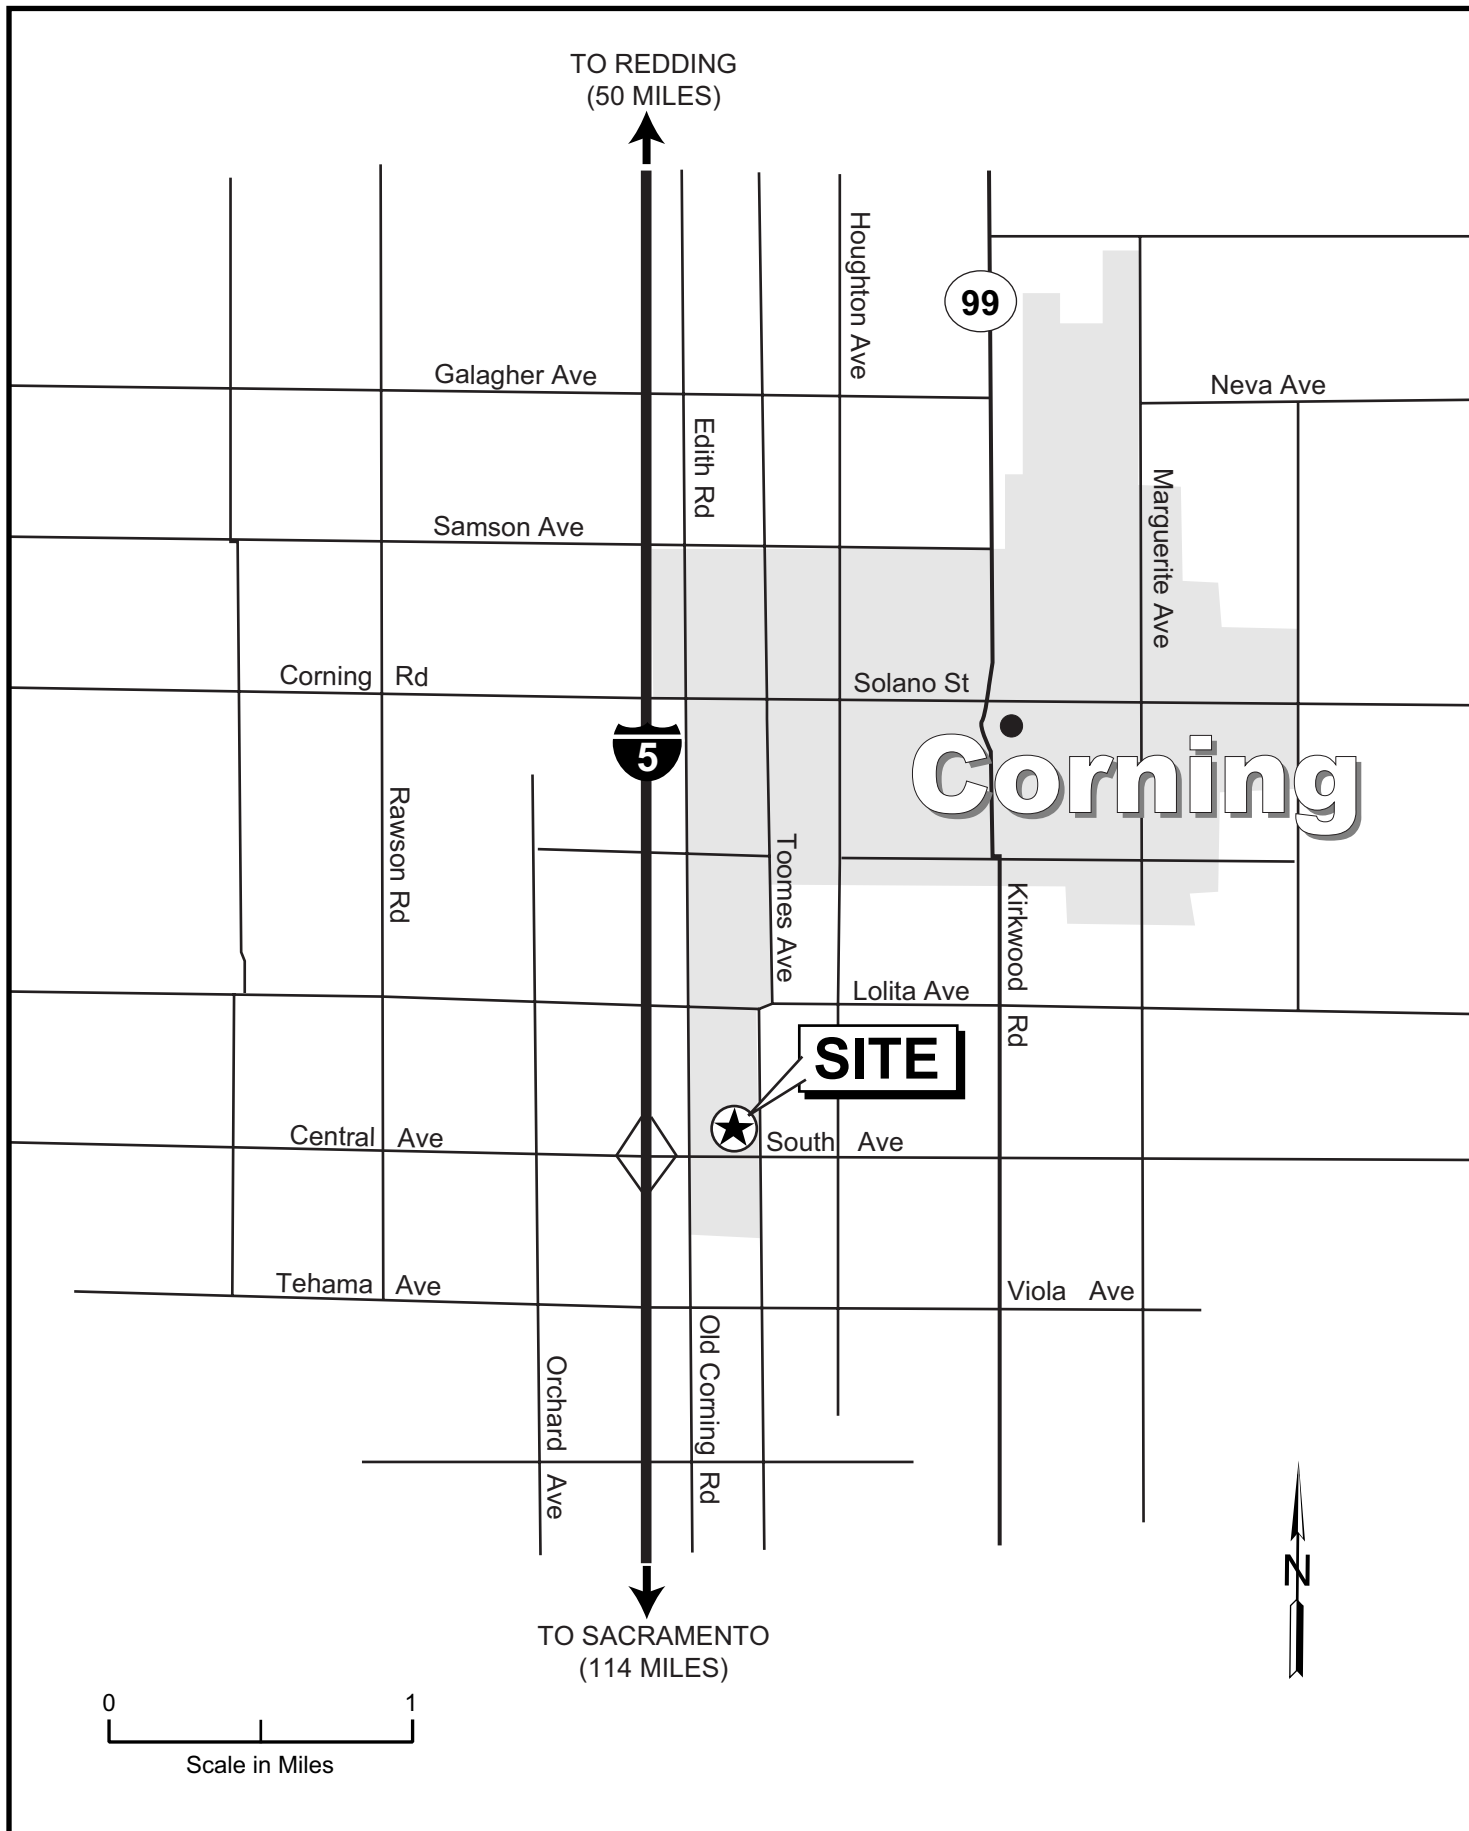 TO REDDING
(50 MILES)
Houghton Ave
99
Galagher Ave
Neva Ave
Edith Rd
Marguerite Ave
Samson Ave
Corning Rd
Solano St
5
Corning
Rawson Rd
Toomes Ave
Kirkwood Rd
Lolita Ave
SITE
Central Ave
South Ave
Tehama Ave
Viola Ave
Old Corning Rd
Orchard Ave
N
TO SACRAMENTO
(114 MILES)
0 1
Scale in Miles